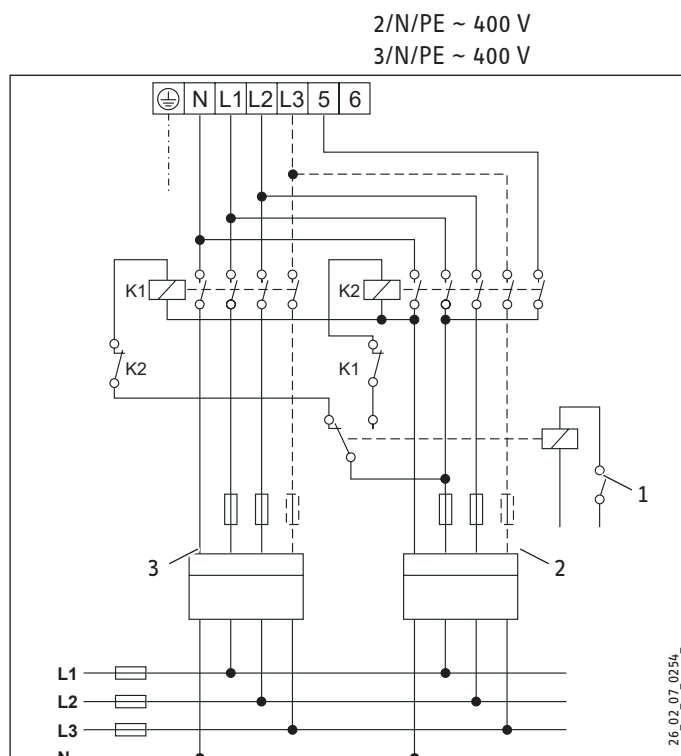 2/N/PE ~ 400 V
3/N/PE ~ 400 V
N L1 L2 L3 5 6
K1
K2
K2
K1
1
3
2
L1
L2
L3
N
26_02_07_0254_